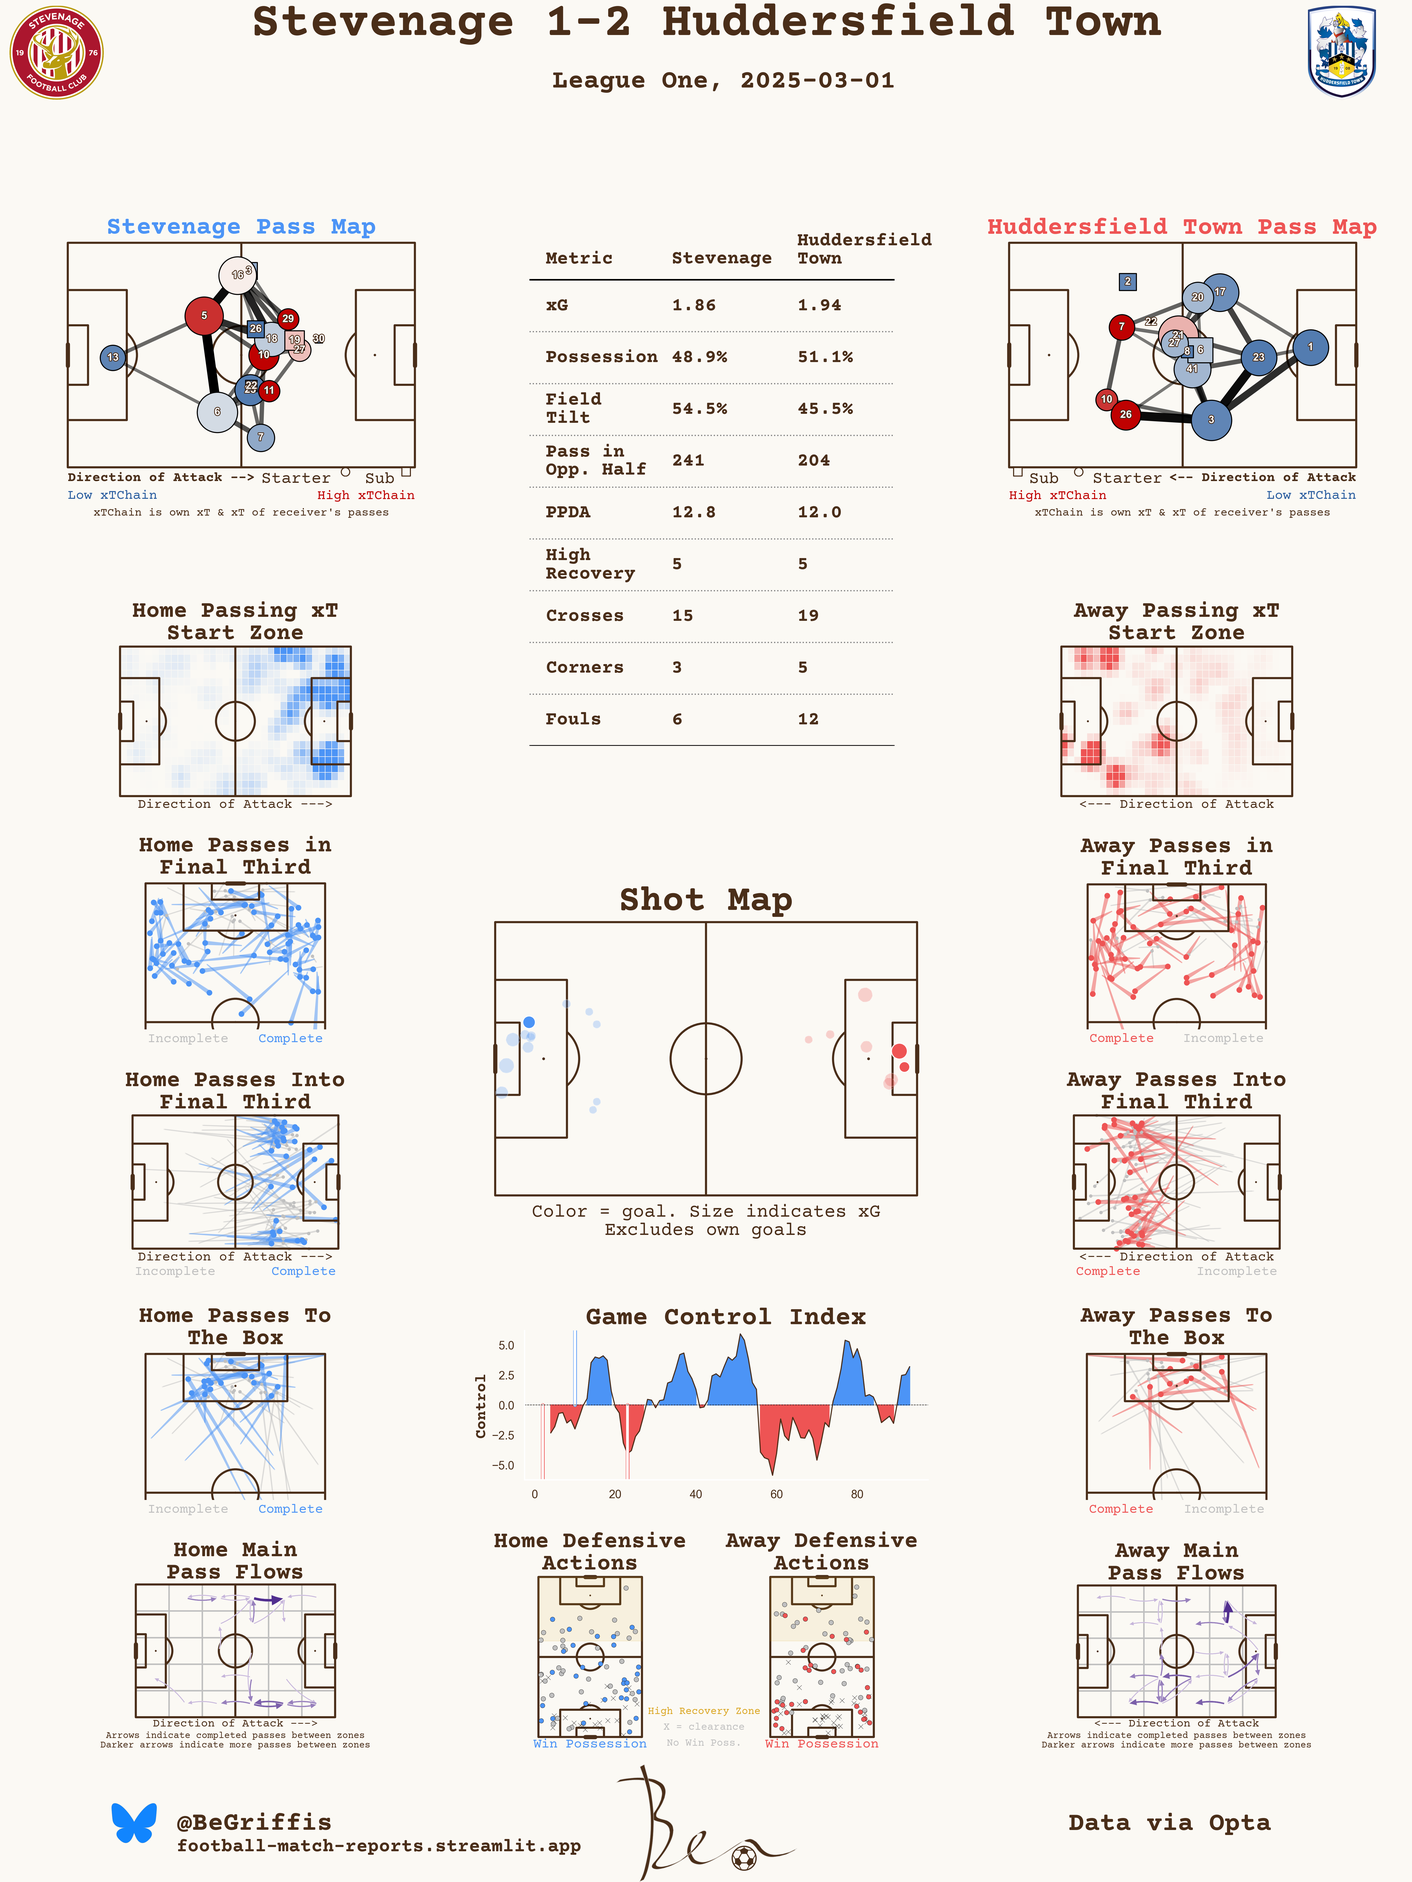 Stevenage 1-2 Huddersfield Town
League One, 2025-03-01
STEVENAGE
19 76
FOOTBALL CLUB
HUDDERSFIELD TOWN
Stevenage Pass Map
16 3
5
29
26
18 19 30
27
10
13
22
11
6
7
Direction of Attack --> Starter Sub
Low xTChain High xTChain
xTChain is own xT & xT of receiver's passes
Metric Stevenage Huddersfield Town
xG 1.86 1.94
Possession 48.9% 51.1%
Field Tilt 54.5% 45.5%
Pass in Opp. Half 241 204
PPDA 12.8 12.0
High Recovery 5 5
Crosses 15 19
Corners 3 5
Fouls 6 12
Huddersfield Town Pass Map
2
20 17
7 22
21
27 8 6
23 1
41
10
26 3
Sub Starter <-- Direction of Attack
High xTChain Low xTChain
xTChain is own xT & xT of receiver's passes
Home Passing xT
Start Zone
Direction of Attack --->
Away Passing xT
Start Zone
<--- Direction of Attack
Home Passes in
Final Third
Incomplete Complete
Away Passes in
Final Third
Complete Incomplete
Shot Map
Color = goal. Size indicates xG
Excludes own goals
Home Passes Into
Final Third
Direction of Attack --->
Incomplete Complete
Away Passes Into
Final Third
<--- Direction of Attack
Complete Incomplete
Home Passes To
The Box
Incomplete Complete
Game Control Index
Control
5.0
2.5
0.0
−2.5
−5.0
0 20 40 60 80
Away Passes To
The Box
Complete Incomplete
Home Main
Pass Flows
Direction of Attack --->
Arrows indicate completed passes between zones
Darker arrows indicate more passes between zones
Home Defensive
Actions
Win Possession
High Recovery Zone
X = clearance
No Win Poss.
Away Defensive
Actions
Win Possession
Away Main
Pass Flows
<--- Direction of Attack
Arrows indicate completed passes between zones
Darker arrows indicate more passes between zones
@BeGriffis
football-match-reports.streamlit.app
Ben
Data via Opta